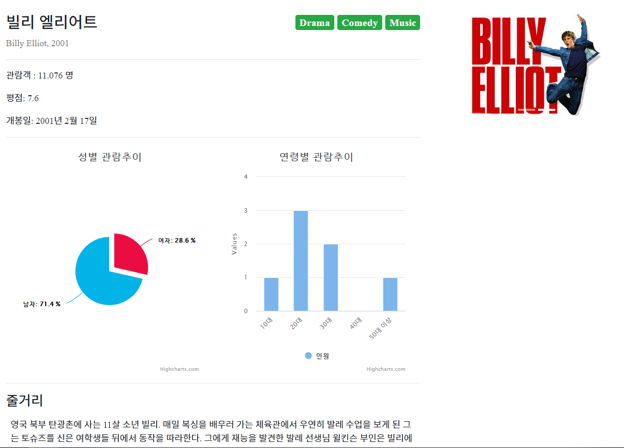 빌리 엘리어트
Drama Comedy Music
Billy Elliot, 2001
BILLY
ELLIOT
관람객 : 11.076 명
평점: 7.6
개봉일: 2001년 2월 17일
성별 관람추이
여자: 28.6 %
남자: 71.4 %
Highcharts.com
연령별 관람추이
Values
4
3
2
1
0
10대
20대
30대
40대
50대 이상
인원
Highcharts.com
줄거리
영국 북부 탄광촌에 사는 11살 소년 빌리. 매일 복싱을 배우러 가는 체육관에서 우연히 발레 수업을 보게 된 그
는 토슈즈를 신은 여학생들 뒤에서 동작을 따라한다. 그에게 재능을 발견한 발레 선생님 윌킨슨 부인은 빌리에